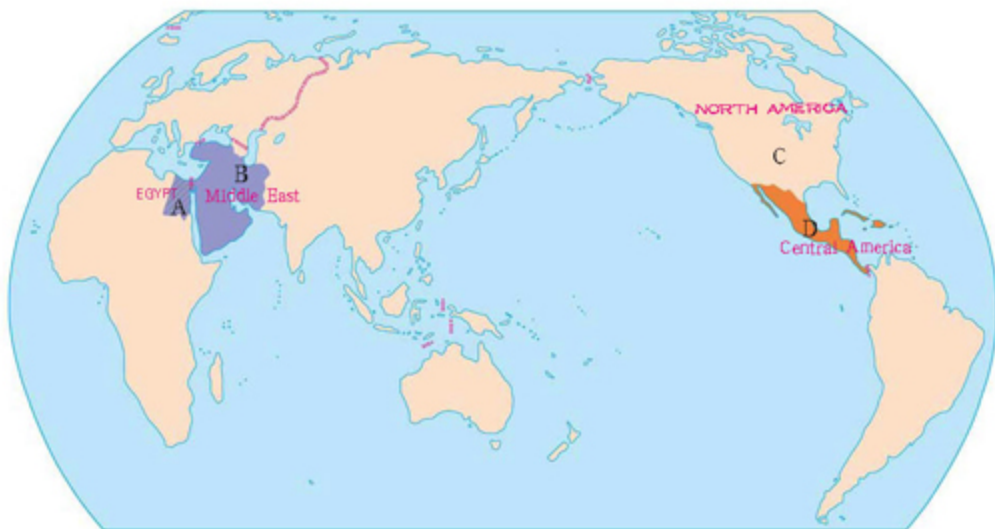 NORTH AMERICA
C
B
EGYPT
A
Middle East
D
Central America